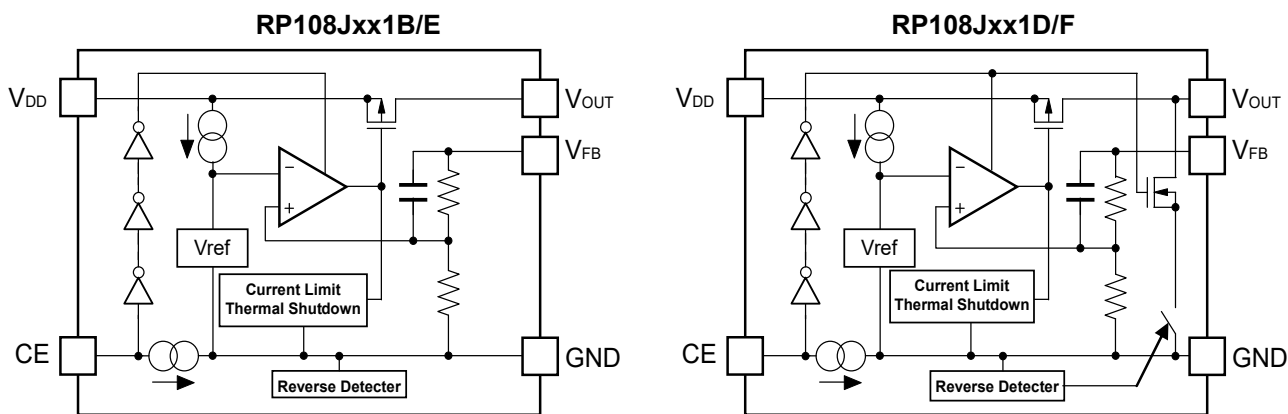 RP108Jxx1B/E
VDD
VOUT
VFB
−
+
Vref
Current Limit
Thermal Shutdown
CE
GND
Reverse Detecter
RP108Jxx1D/F
VDD
VOUT
VFB
−
+
Vref
Current Limit
Thermal Shutdown
CE
GND
Reverse Detecter